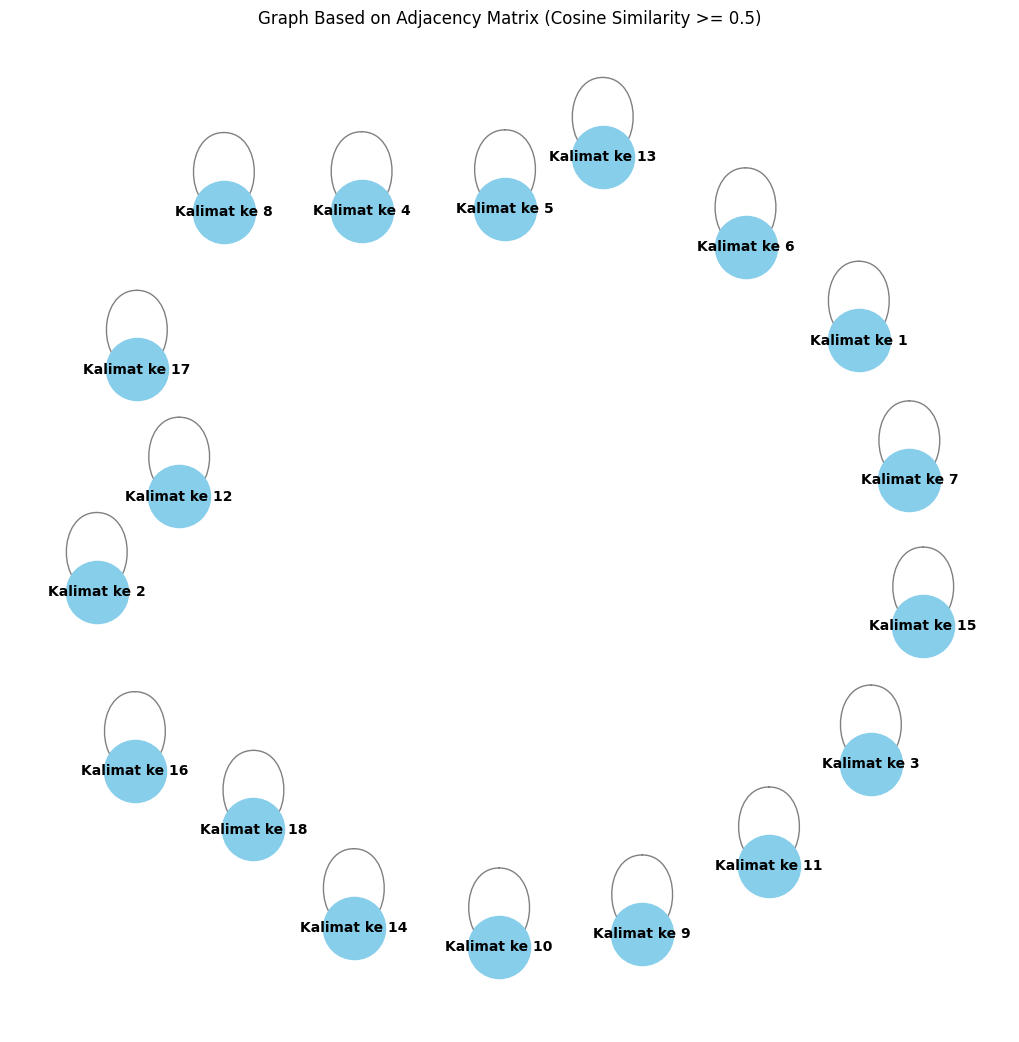 Graph Based on Adjacency Matrix (Cosine Similarity >= 0.5)
Kalimat ke 13
Kalimat ke 8
Kalimat ke 4
Kalimat ke 5
Kalimat ke 6
Kalimat ke 1
Kalimat ke 17
Kalimat ke 7
Kalimat ke 12
Kalimat ke 2
Kalimat ke 15
Kalimat ke 3
Kalimat ke 16
Kalimat ke 18
Kalimat ke 11
Kalimat ke 14
Kalimat ke 9
Kalimat ke 10